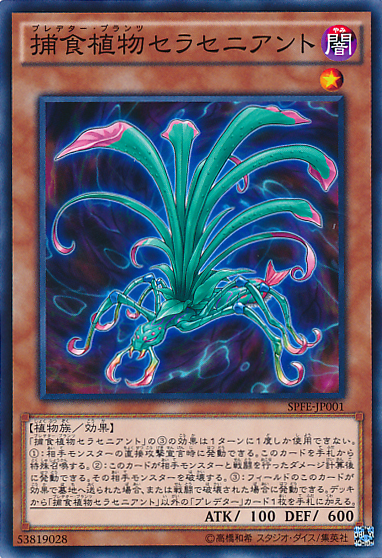 プレデター・プランツ
捕食植物セラセニアント
やみ
闇
SPFE-JP001
【植物族／効果】
「捕食植物セラセニアント」の③の効果は1ターンに1度しか使用できない。
①：相手モンスターの直接攻撃宣言時に発動できる。このカードを手札から
特殊召喚する。②：このカードが相手モンスターと戦闘を行ったダメージ計算後
に発動できる。その相手モンスターを破壊する。③：フィールドのこのカードが
効果で墓地へ送られた場合、または戦闘で破壊された場合に発動できる。デッキ
から「捕食植物セラセニアント」以外の「プレデター」カード1枚を手札に加える。
ATK/ 100 DEF/ 600
53819028 ©高橋和希 スタジオ・ダイス/集英社